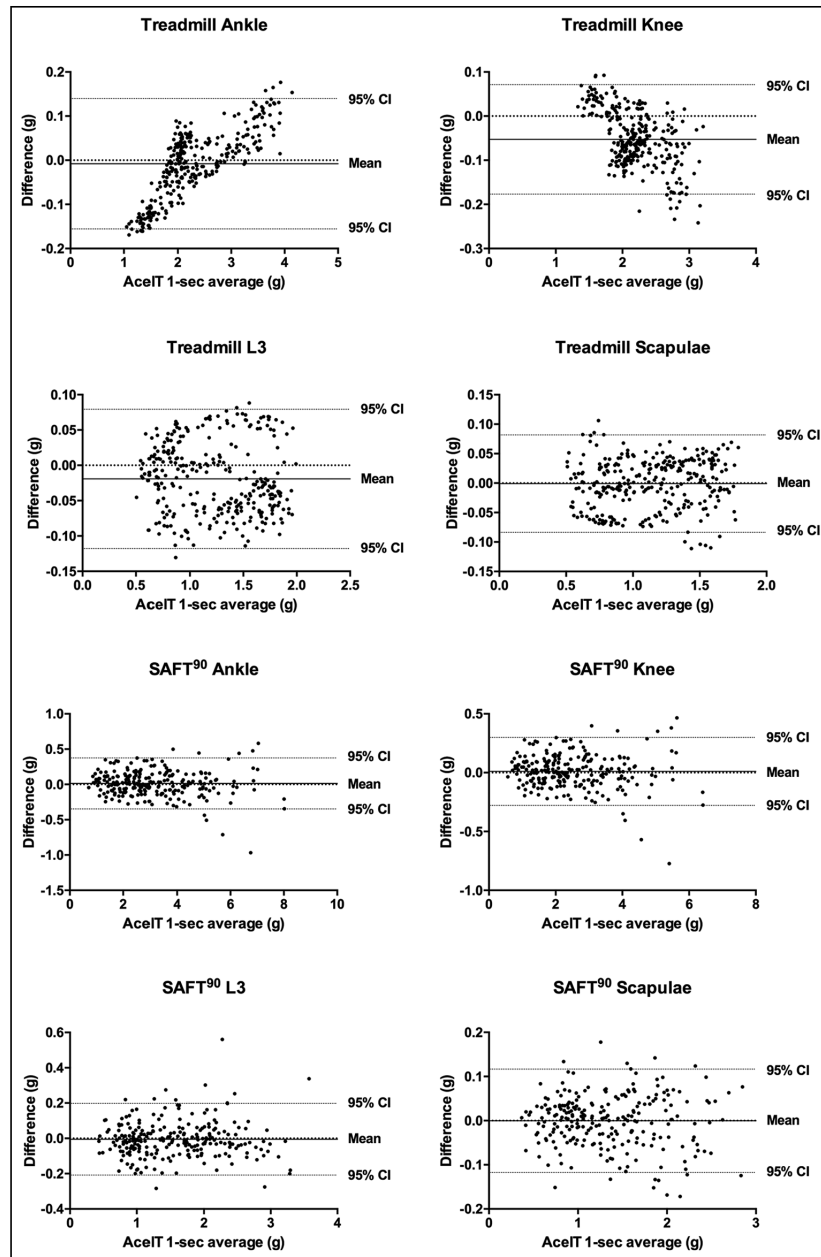 Treadmill Ankle
Difference (g)
0.2
0.1
0.0
-0.1
-0.2
95% CI
Mean
95% CI
0 1 2 3 4 5
AcelT 1-sec average (g)
Treadmill Knee
Difference (g)
0.1
0.0
-0.1
-0.2
-0.3
95% CI
Mean
95% CI
0 1 2 3 4
AcelT 1-sec average (g)
Treadmill L3
Difference (g)
0.10
0.05
0.00
-0.05
-0.10
-0.15
95% CI
Mean
95% CI
0.0 0.5 1.0 1.5 2.0 2.5
AcelT 1-sec average (g)
Treadmill Scapulae
Difference (g)
0.15
0.10
0.05
0.00
-0.05
-0.10
-0.15
95% CI
Mean
95% CI
0.0 0.5 1.0 1.5 2.0
AcelT 1-sec average (g)
SAFT⁹⁰ Ankle
Difference (g)
1.0
0.5
0.0
-0.5
-1.0
-1.5
95% CI
Mean
95% CI
0 2 4 6 8 10
AcelT 1-sec average (g)
SAFT⁹⁰ Knee
Difference (g)
0.5
0.0
-0.5
-1.0
95% CI
Mean
95% CI
0 2 4 6 8
AcelT 1-sec average (g)
SAFT⁹⁰ L3
Difference (g)
0.6
0.4
0.2
0.0
-0.2
-0.4
95% CI
Mean
95% CI
0 1 2 3 4
AcelT 1-sec average (g)
SAFT⁹⁰ Scapulae
Difference (g)
0.2
0.1
0.0
-0.1
-0.2
95% CI
Mean
95% CI
0 1 2 3
AcelT 1-sec average (g)